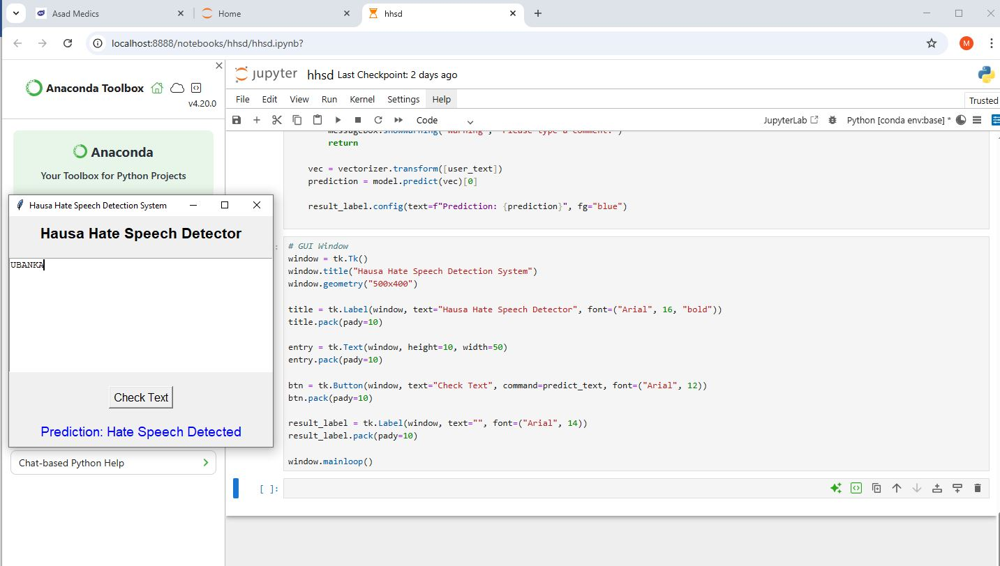 Asad Medics
Home
hhsd
localhost:8888/notebooks/hhsd/hhsd.ipynb?
M
Anaconda Toolbox
v4.20.0
Anaconda
Your Toolbox for Python Projects
Hausa Hate Speech Detection System
Hausa Hate Speech Detector
UBANKA
Check Text
Prediction: Hate Speech Detected
Chat-based Python Help
jupyter hhsd Last Checkpoint: 2 days ago
File Edit View Run Kernel Settings Help
Trusted
Code
JupyterLab
Python [conda env:base] *
messagebox.showwarning("Warning", "Please type a comment.")
return
vec = vectorizer.transform([user_text])
prediction = model.predict(vec)[0]
result_label.config(text=f"Prediction: {prediction}", fg="blue")
# GUI Window
window = tk.Tk()
window.title("Hausa Hate Speech Detection System")
window.geometry("500x400")
title = tk.Label(window, text="Hausa Hate Speech Detector", font=("Arial", 16, "bold"))
title.pack(pady=10)
entry = tk.Text(window, height=10, width=50)
entry.pack(pady=10)
btn = tk.Button(window, text="Check Text", command=predict_text, font=("Arial", 12))
btn.pack(pady=10)
result_label = tk.Label(window, text="", font=("Arial", 14))
result_label.pack(pady=10)
window.mainloop()
[ ]: